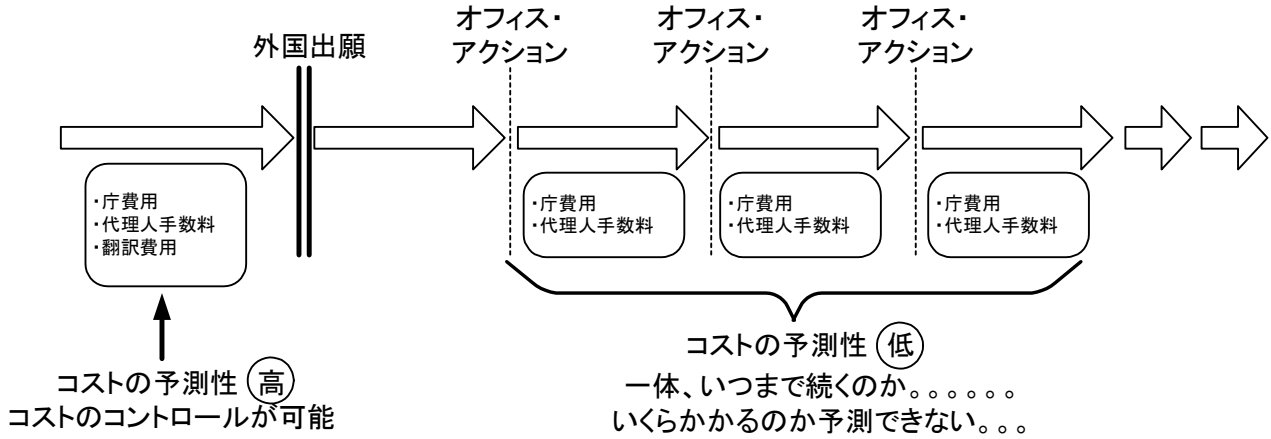 外国出願
オフィス・
アクション
オフィス・
アクション
オフィス・
アクション
・庁費用
・代理人手数料
・翻訳費用
・庁費用
・代理人手数料
・庁費用
・代理人手数料
・庁費用
・代理人手数料
コストの予測性 高
コストのコントロールが可能
コストの予測性 低
一体、いつまで続くのか。。。。。。
いくらかかるのか予測できない。。。